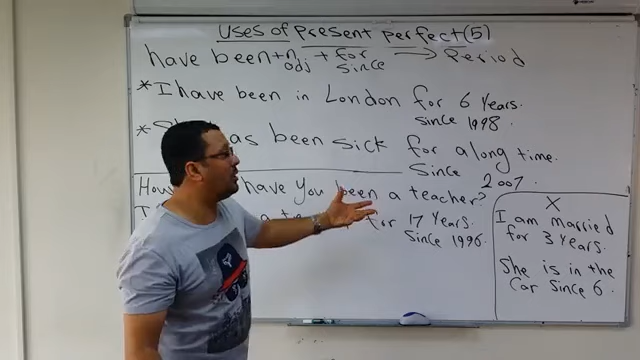 Uses of present perfect (5)
have been + n adj + for since → Period
* I have been in London for 6 years.
since 1998.
* as been sick for a long time.
Since 2007.
How have you been a teacher?
for 17 years.
Since 1996.
X
I am married
for 3 years.
She is in the
car since 6.